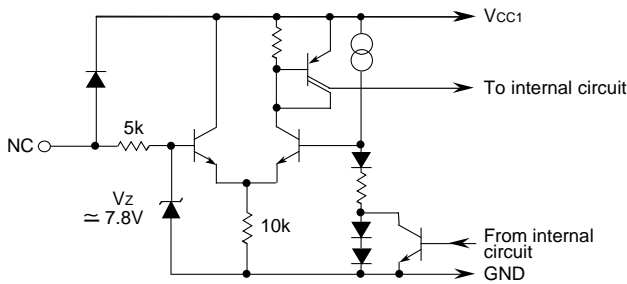 VCC1
To internal circuit
5k
NC
VZ
≃ 7.8V
10k
From internal
circuit
GND